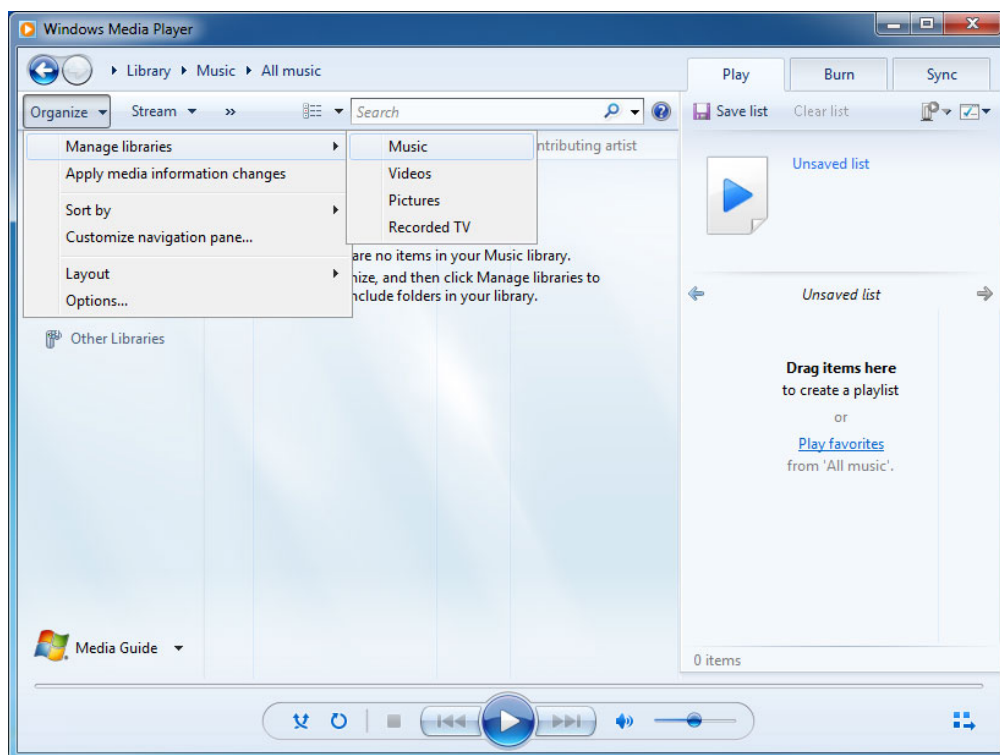 Windows Media Player
Library Music All music
Play Burn Sync
Organize Stream » Search
Save list Clear list
Manage libraries
Apply media information changes
Sort by
Customize navigation pane...
Layout
Options...
Music
Videos
Pictures
Recorded TV
artist
are no items in your Music library.
and then click Manage libraries to
folders in your library.
Other Libraries
Unsaved list
Unsaved list
Drag items here
to create a playlist
or
Play favorites
from 'All music'.
Media Guide
0 items